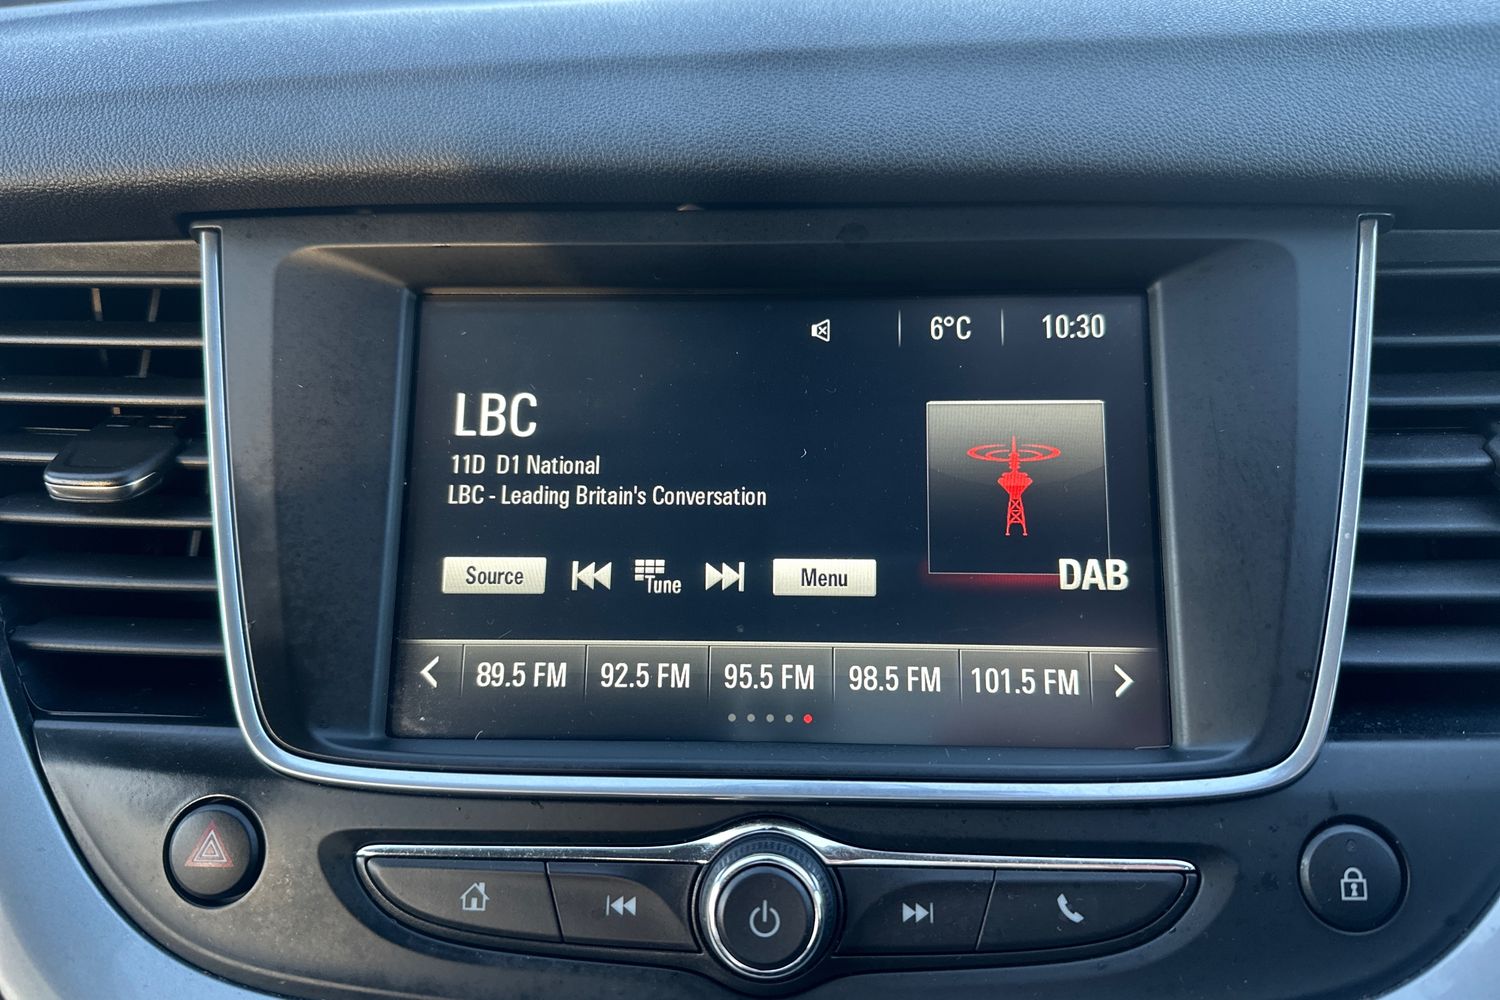 6°C 10:30
LBC
11D D1 National
LBC - Leading Britain's Conversation
Source Tune Menu
DAB
89.5 FM 92.5 FM 95.5 FM 98.5 FM 101.5 FM